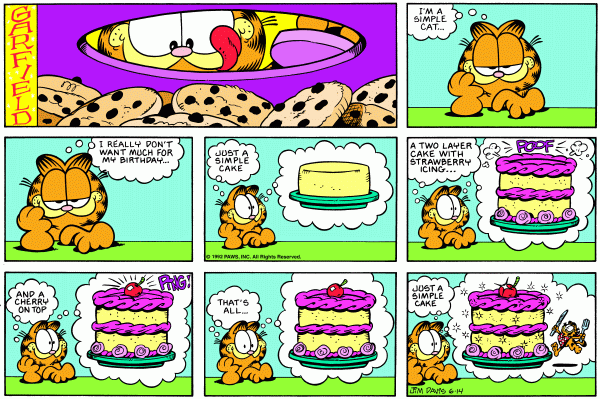 GARFIELD
I'M A
SIMPLE
CAT...
I REALLY DON'T
WANT MUCH FOR
MY BIRTHDAY...
JUST A
SIMPLE
CAKE
© 1992 PAWS, INC. All Rights Reserved.
A TWO LAYER
CAKE WITH
STRAWBERRY
ICING...
POOF
AND A
CHERRY
ON TOP
PING!
THAT'S
ALL...
JUST A
SIMPLE
CAKE
JIM DAVIS 6-14